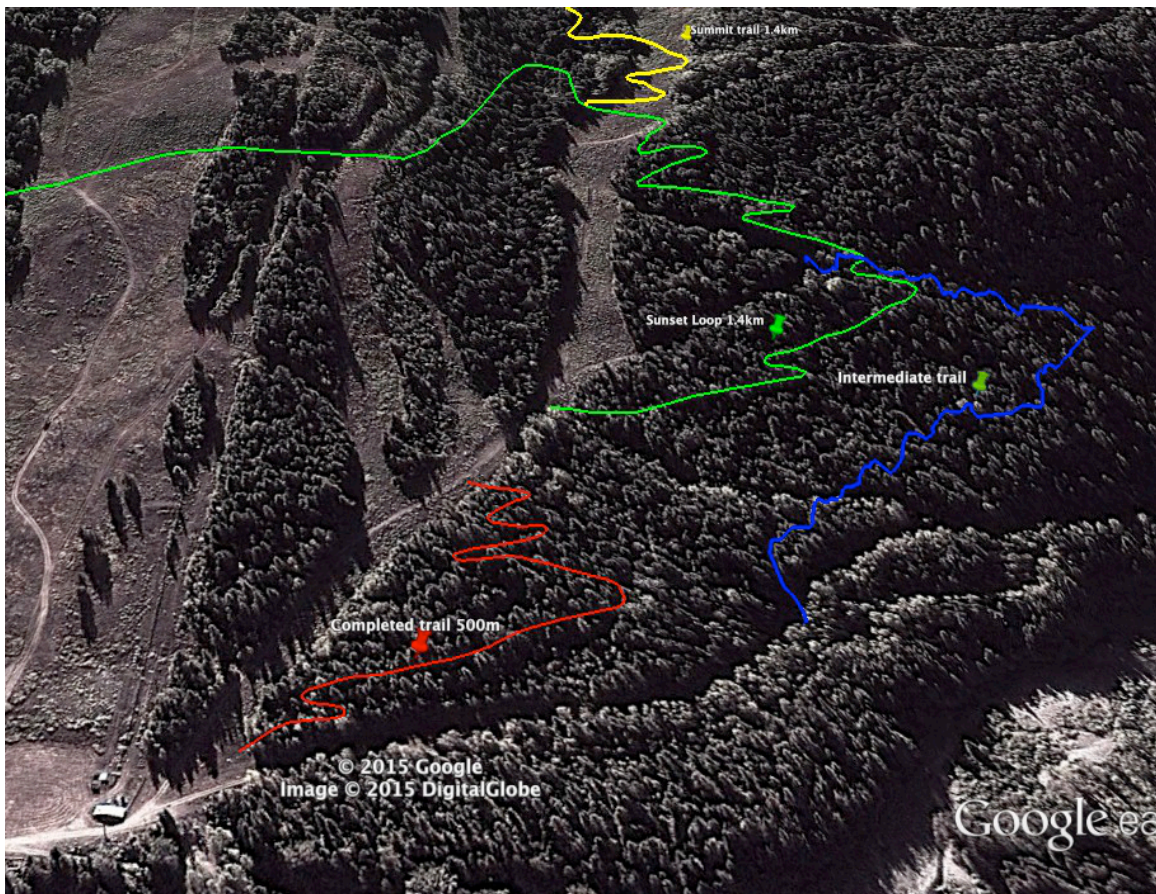 Summit trail 1.4km
Sunset Loop 1.4km
Intermediate trail
Completed trail 500m
© 2015 Google
Image © 2015 DigitalGlobe
Google ea